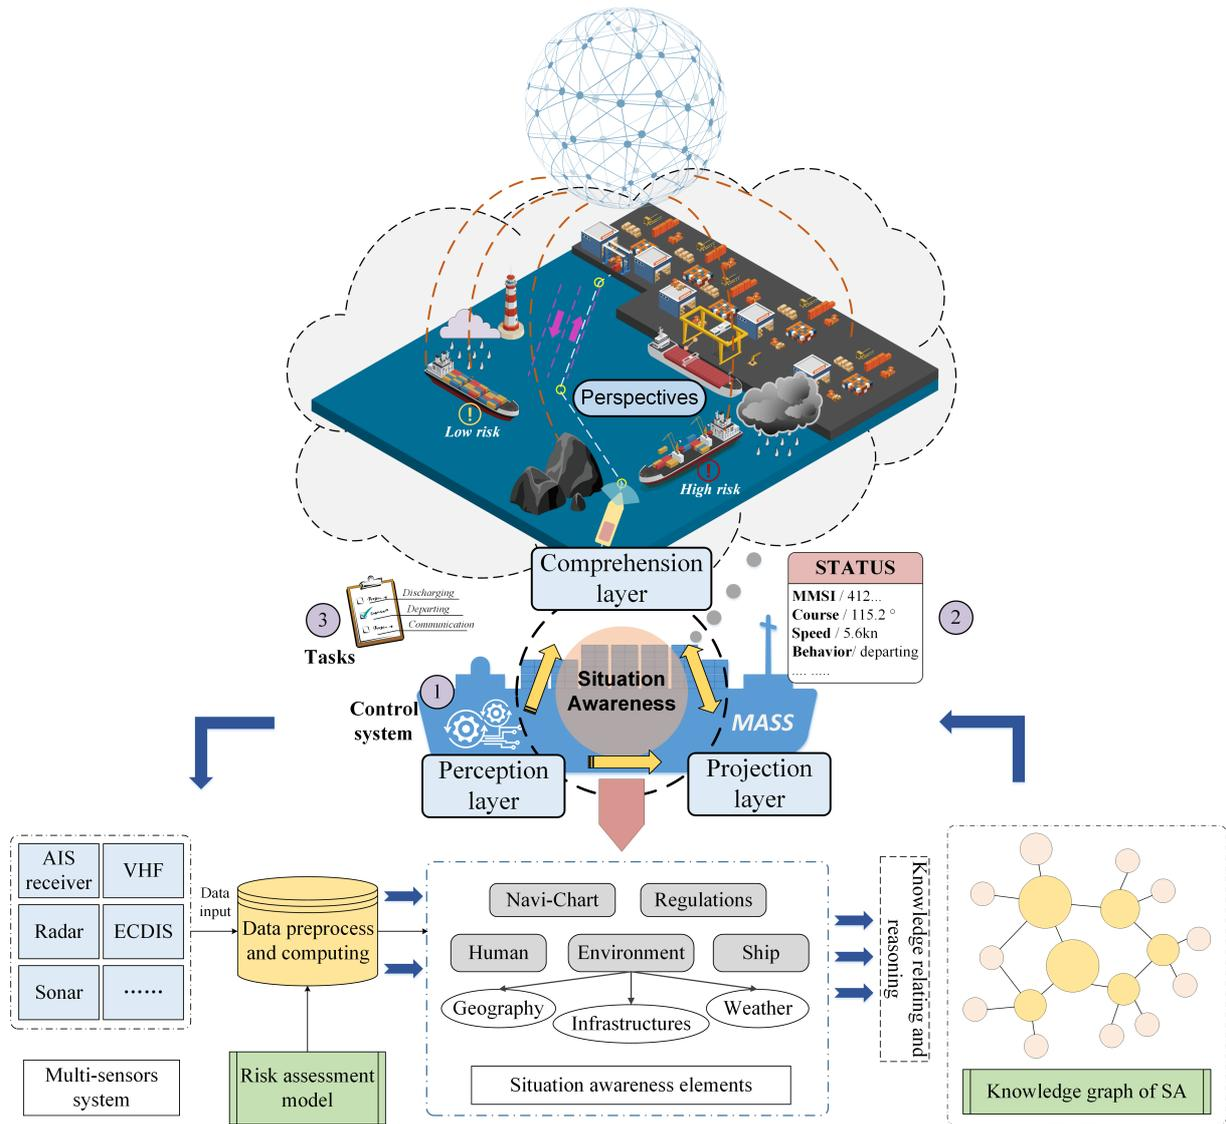 Perspectives
Low risk
High risk
Comprehension
layer
STATUS
MMSI / 412...
Course / 115.2 °
Speed / 5.6kn
Behavior/ departing
.... .....
2
3
Tasks
Discharging
Departing
Communication
1
Control
system
Situation
Awareness
MASS
Perception
layer
Projection
layer
AIS
receiver
VHF
Radar
ECDIS
Sonar
......
Multi-sensors
system
Data
input
Data preprocess
and computing
Risk assessment
model
Navi-Chart
Regulations
Human
Environment
Ship
Geography
Infrastructures
Weather
Situation awareness elements
Knowledge relating and
reasoning
Knowledge graph of SA